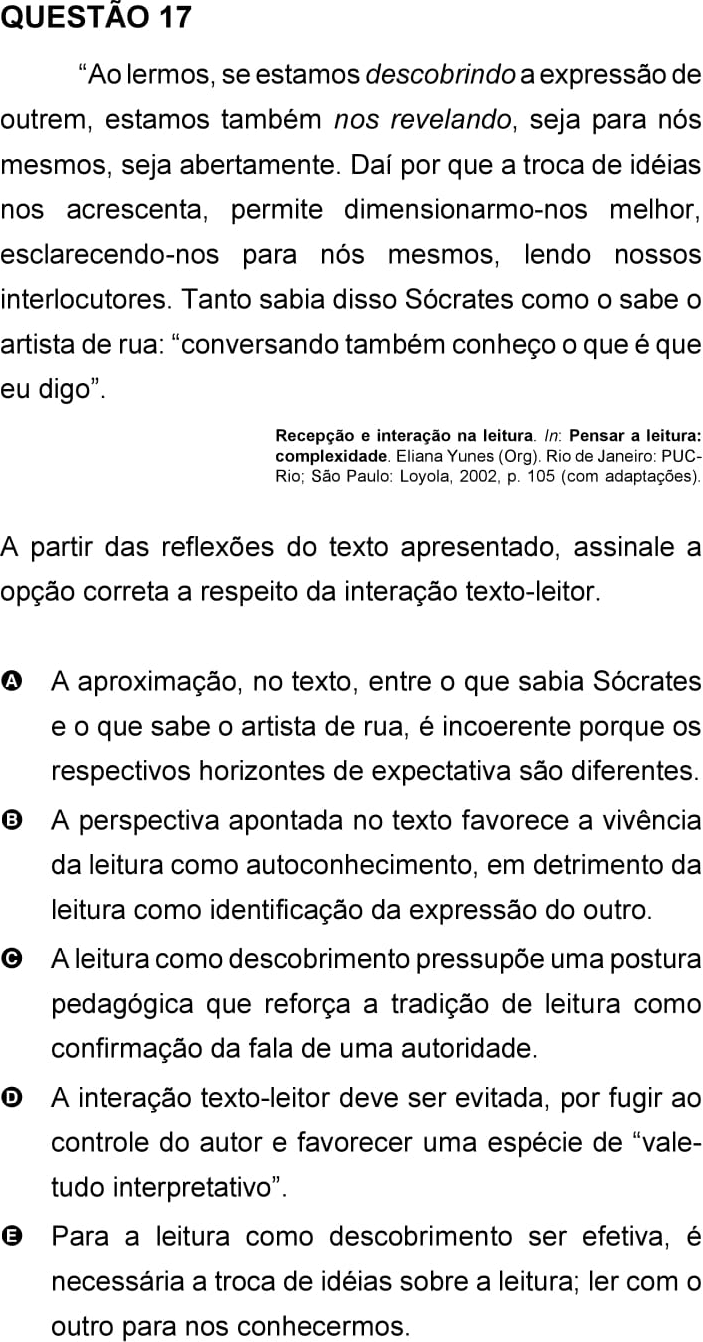 QUESTÃO 17
“Ao lermos, se estamos descobrindo a expressão de
outrem, estamos também nos revelando, seja para nós
mesmos, seja abertamente. Daí por que a troca de idéias
nos acrescenta, permite dimensionarmo-nos melhor,
esclarecendo-nos para nós mesmos, lendo nossos
interlocutores. Tanto sabia disso Sócrates como o sabe o
artista de rua: “conversando também conheço o que é que
eu digo”.
Recepção e interação na leitura. In: Pensar a leitura:
complexidade. Eliana Yunes (Org). Rio de Janeiro: PUC-
Rio; São Paulo: Loyola, 2002, p. 105 (com adaptações).
A partir das reflexões do texto apresentado, assinale a
opção correta a respeito da interação texto-leitor.
A A aproximação, no texto, entre o que sabia Sócrates
e o que sabe o artista de rua, é incoerente porque os
respectivos horizontes de expectativa são diferentes.
B A perspectiva apontada no texto favorece a vivência
da leitura como autoconhecimento, em detrimento da
leitura como identificação da expressão do outro.
C A leitura como descobrimento pressupõe uma postura
pedagógica que reforça a tradição de leitura como
confirmação da fala de uma autoridade.
D A interação texto-leitor deve ser evitada, por fugir ao
controle do autor e favorecer uma espécie de “vale-
tudo interpretativo”.
E Para a leitura como descobrimento ser efetiva, é
necessária a troca de idéias sobre a leitura; ler com o
outro para nos conhecermos.